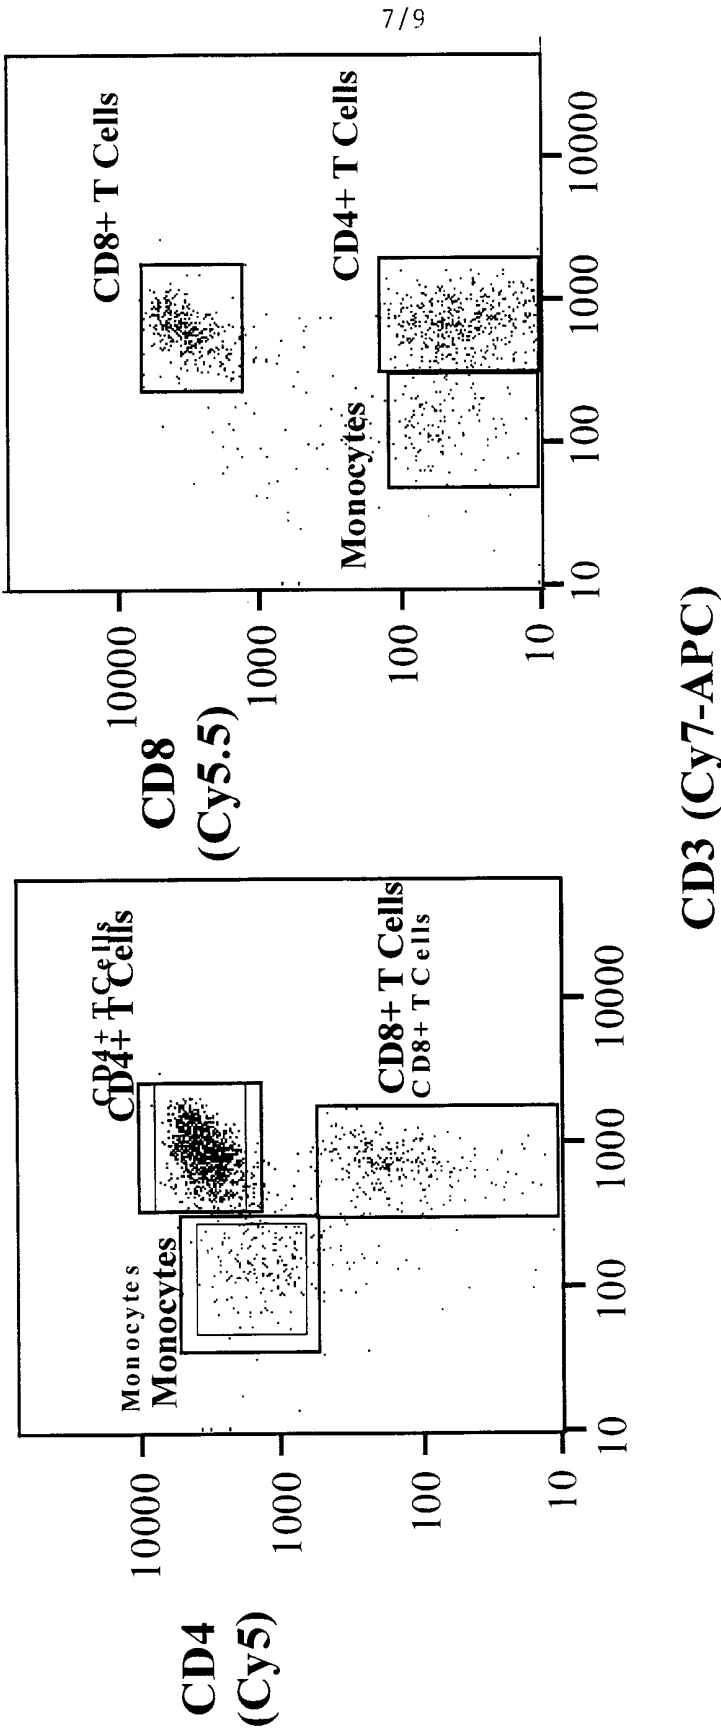 7/9
CD4
(Cy5)
10000
1000
100
10
Monocytes
Monocytes
CD4+ T Cells
CD4+ T Cells
CD8+ T Cells
CD8+ T Cells
10
100
1000
10000
CD8
(Cy5.5)
10000
1000
100
10
CD8+ T Cells
Monocytes
CD4+ T Cells
10
100
1000
10000
CD3 (Cy7-APC)